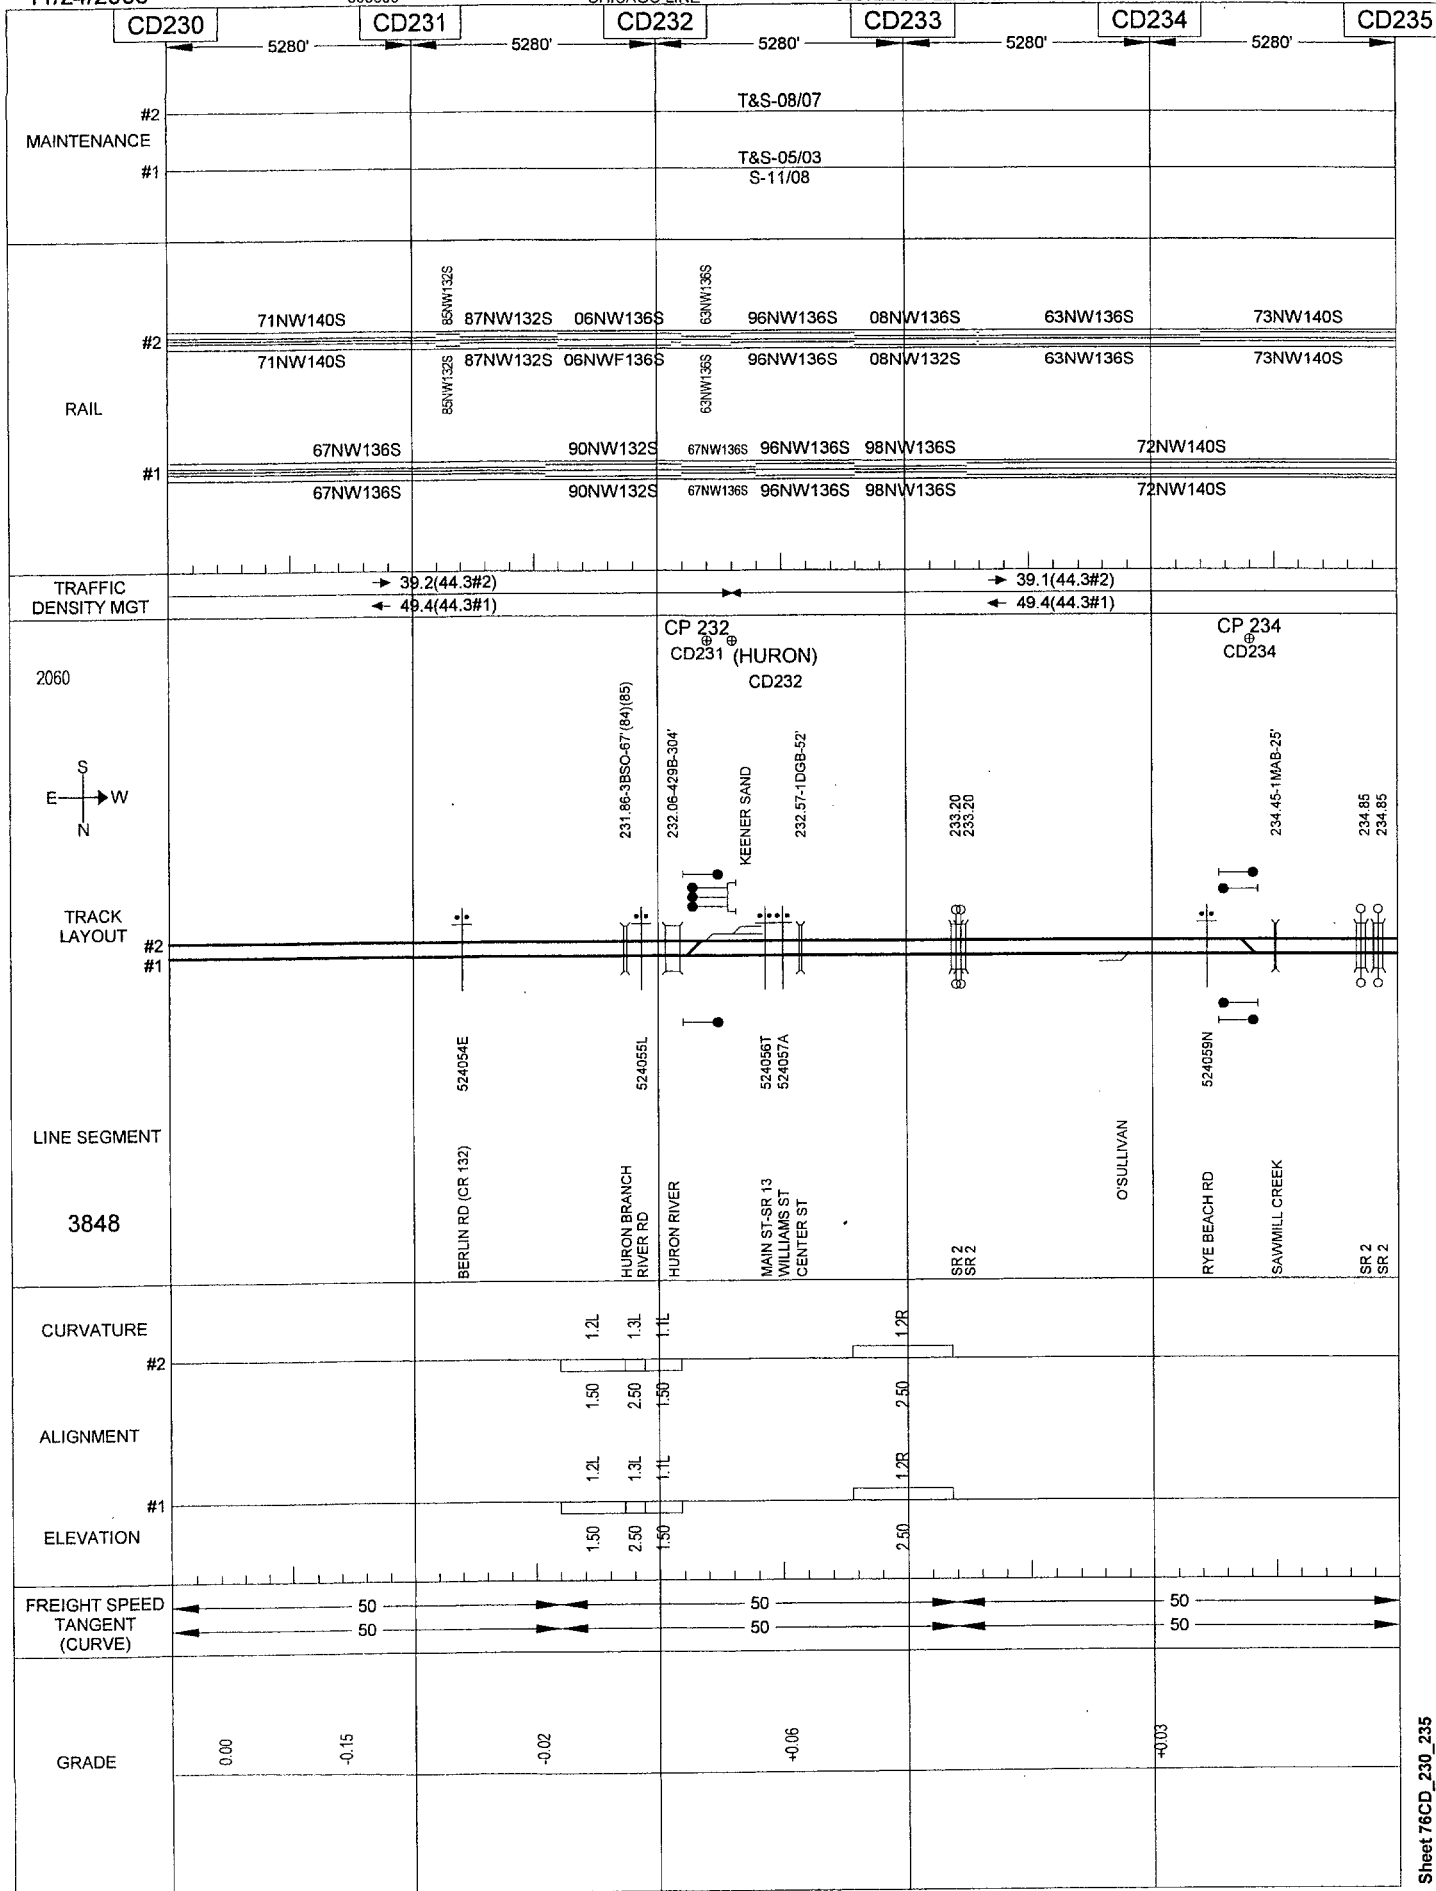 CHICAGO LINE
CD230 CD231 CD232 CD233 CD234 CD235
5280' 5280' 5280' 5280' 5280'
T&S-08/07
#2
MAINTENANCE
T&S-05/03
#1
S-11/08
85NW132S 63NW136S
71NW140S 87NW132S 06NW136S 96NW136S 08NW136S 63NW136S 73NW140S
#2
71NW140S 87NW132S 06NWF136S 96NW136S 08NW132S 63NW136S 73NW140S
85NW132S 63NW136S
RAIL
67NW136S 90NW132S 67NW136S 96NW136S 98NW136S 72NW140S
#1
67NW136S 90NW132S 67NW136S 96NW136S 98NW136S 72NW140S
TRAFFIC
DENSITY MGT
39.2(44.3#2) 39.1(44.3#2)
49.4(44.3#1) 49.4(44.3#1)
CP 232 CP 234
CD231 (HURON) CD234
CD232
2060
S
E W
N
231.86-3BSO-67'(84)(85)
232.06-429B-304'
KEENER SAND
232.57-1DGB-52'
233.20
233.20
234.45-1MAB-25'
234.85
234.85
TRACK
LAYOUT
#2
#1
524054E
524055L
524056T
524057A
524059N
LINE SEGMENT
3848
BERLIN RD (CR 132)
HURON BRANCH
RIVER RD
HURON RIVER
MAIN ST-SR 13
WILLIAMS ST
CENTER ST
SR 2
SR 2
O'SULLIVAN
RYE BEACH RD
SAWMILL CREEK
SR 2
SR 2
CURVATURE
1.2L 1.3L 1.1L 1.2R
#2
1.50 2.50 1.50 2.50
ALIGNMENT
1.2L 1.3L 1.1L 1.2R
#1
1.50 2.50 1.50 2.50
ELEVATION
FREIGHT SPEED
TANGENT
(CURVE)
50 50 50
50 50 50
GRADE
0.00 -0.15 -0.02 +0.06 +0.03
Sheet 76CD_230_235